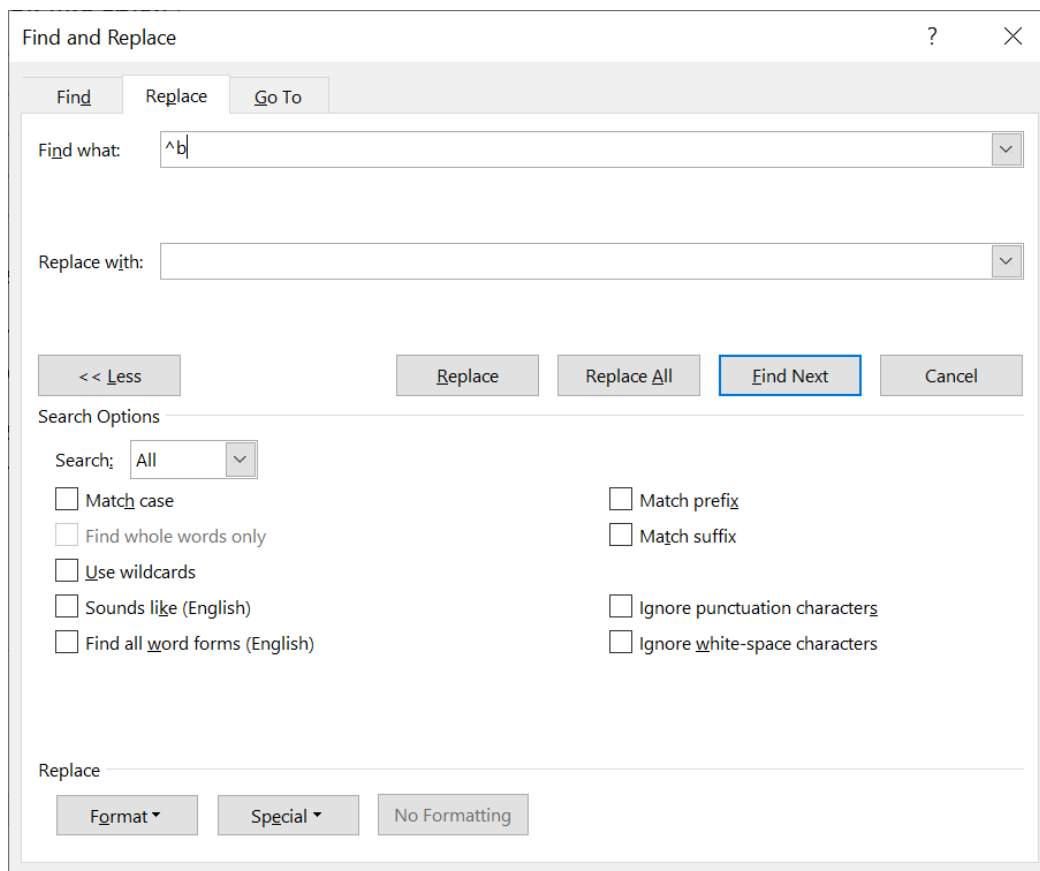 Find and Replace ?
Find Replace Go To
Find what: ^b
Replace with:
<< Less Replace Replace All Find Next Cancel
Search Options
Search: All
Match case Match prefix
Find whole words only Match suffix
Use wildcards
Sounds like (English) Ignore punctuation characters
Find all word forms (English) Ignore white-space characters
Replace
Format Special No Formatting